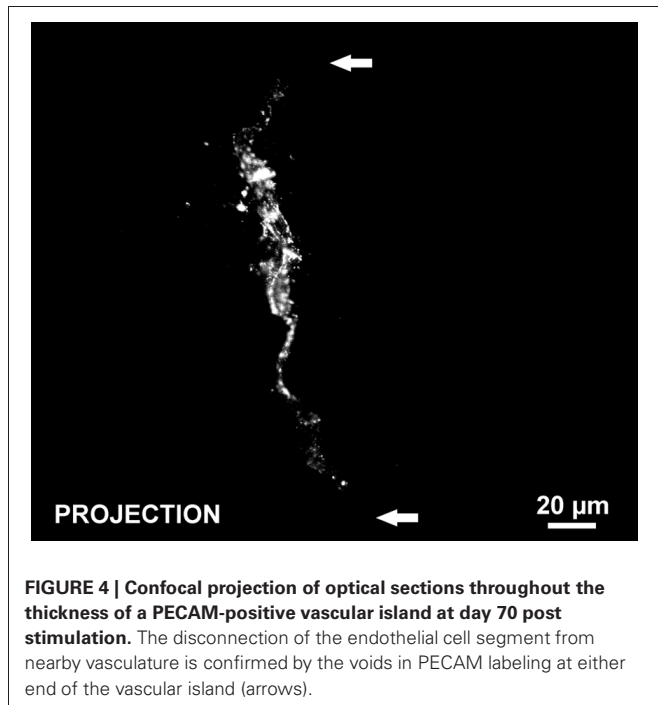 PROJECTION
20 µm
FIGURE 4 | Confocal projection of optical sections throughout the
thickness of a PECAM-positive vascular island at day 70 post
stimulation. The disconnection of the endothelial cell segment from
nearby vasculature is confirmed by the voids in PECAM labeling at either
end of the vascular island (arrows).